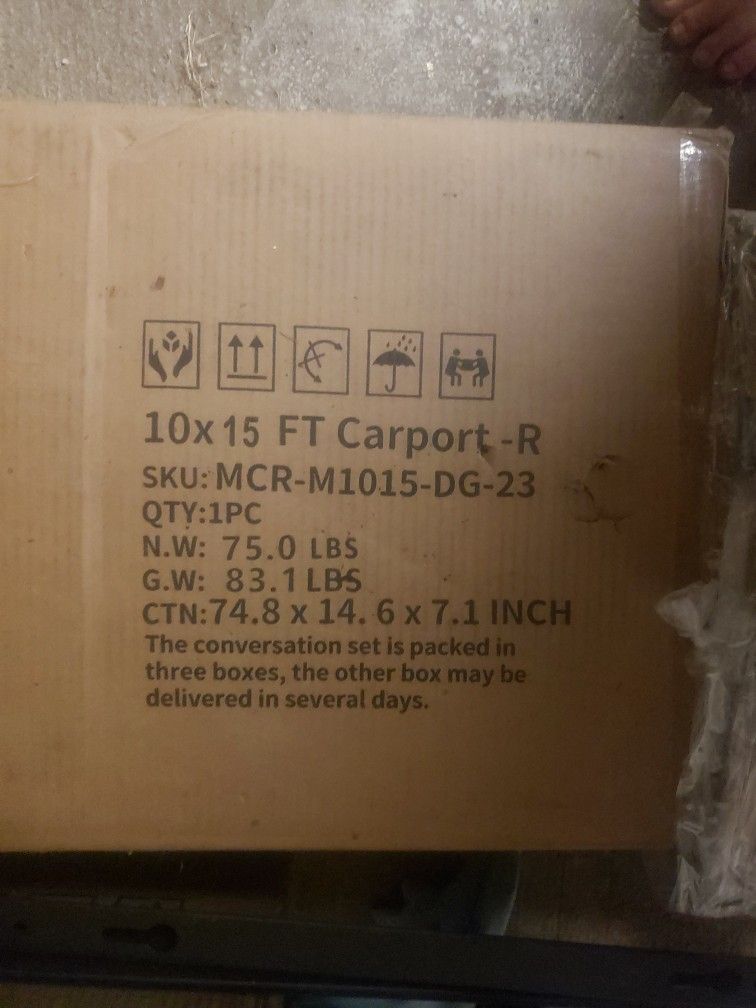 10x15 FT Carport -R
SKU: MCR-M1015-DG-23
QTY:1PC
N.W: 75.0 LBS
G.W: 83.1 LBS
CTN:74.8 x 14.6 x 7.1 INCH
The conversation set is packed in
three boxes, the other box may be
delivered in several days.